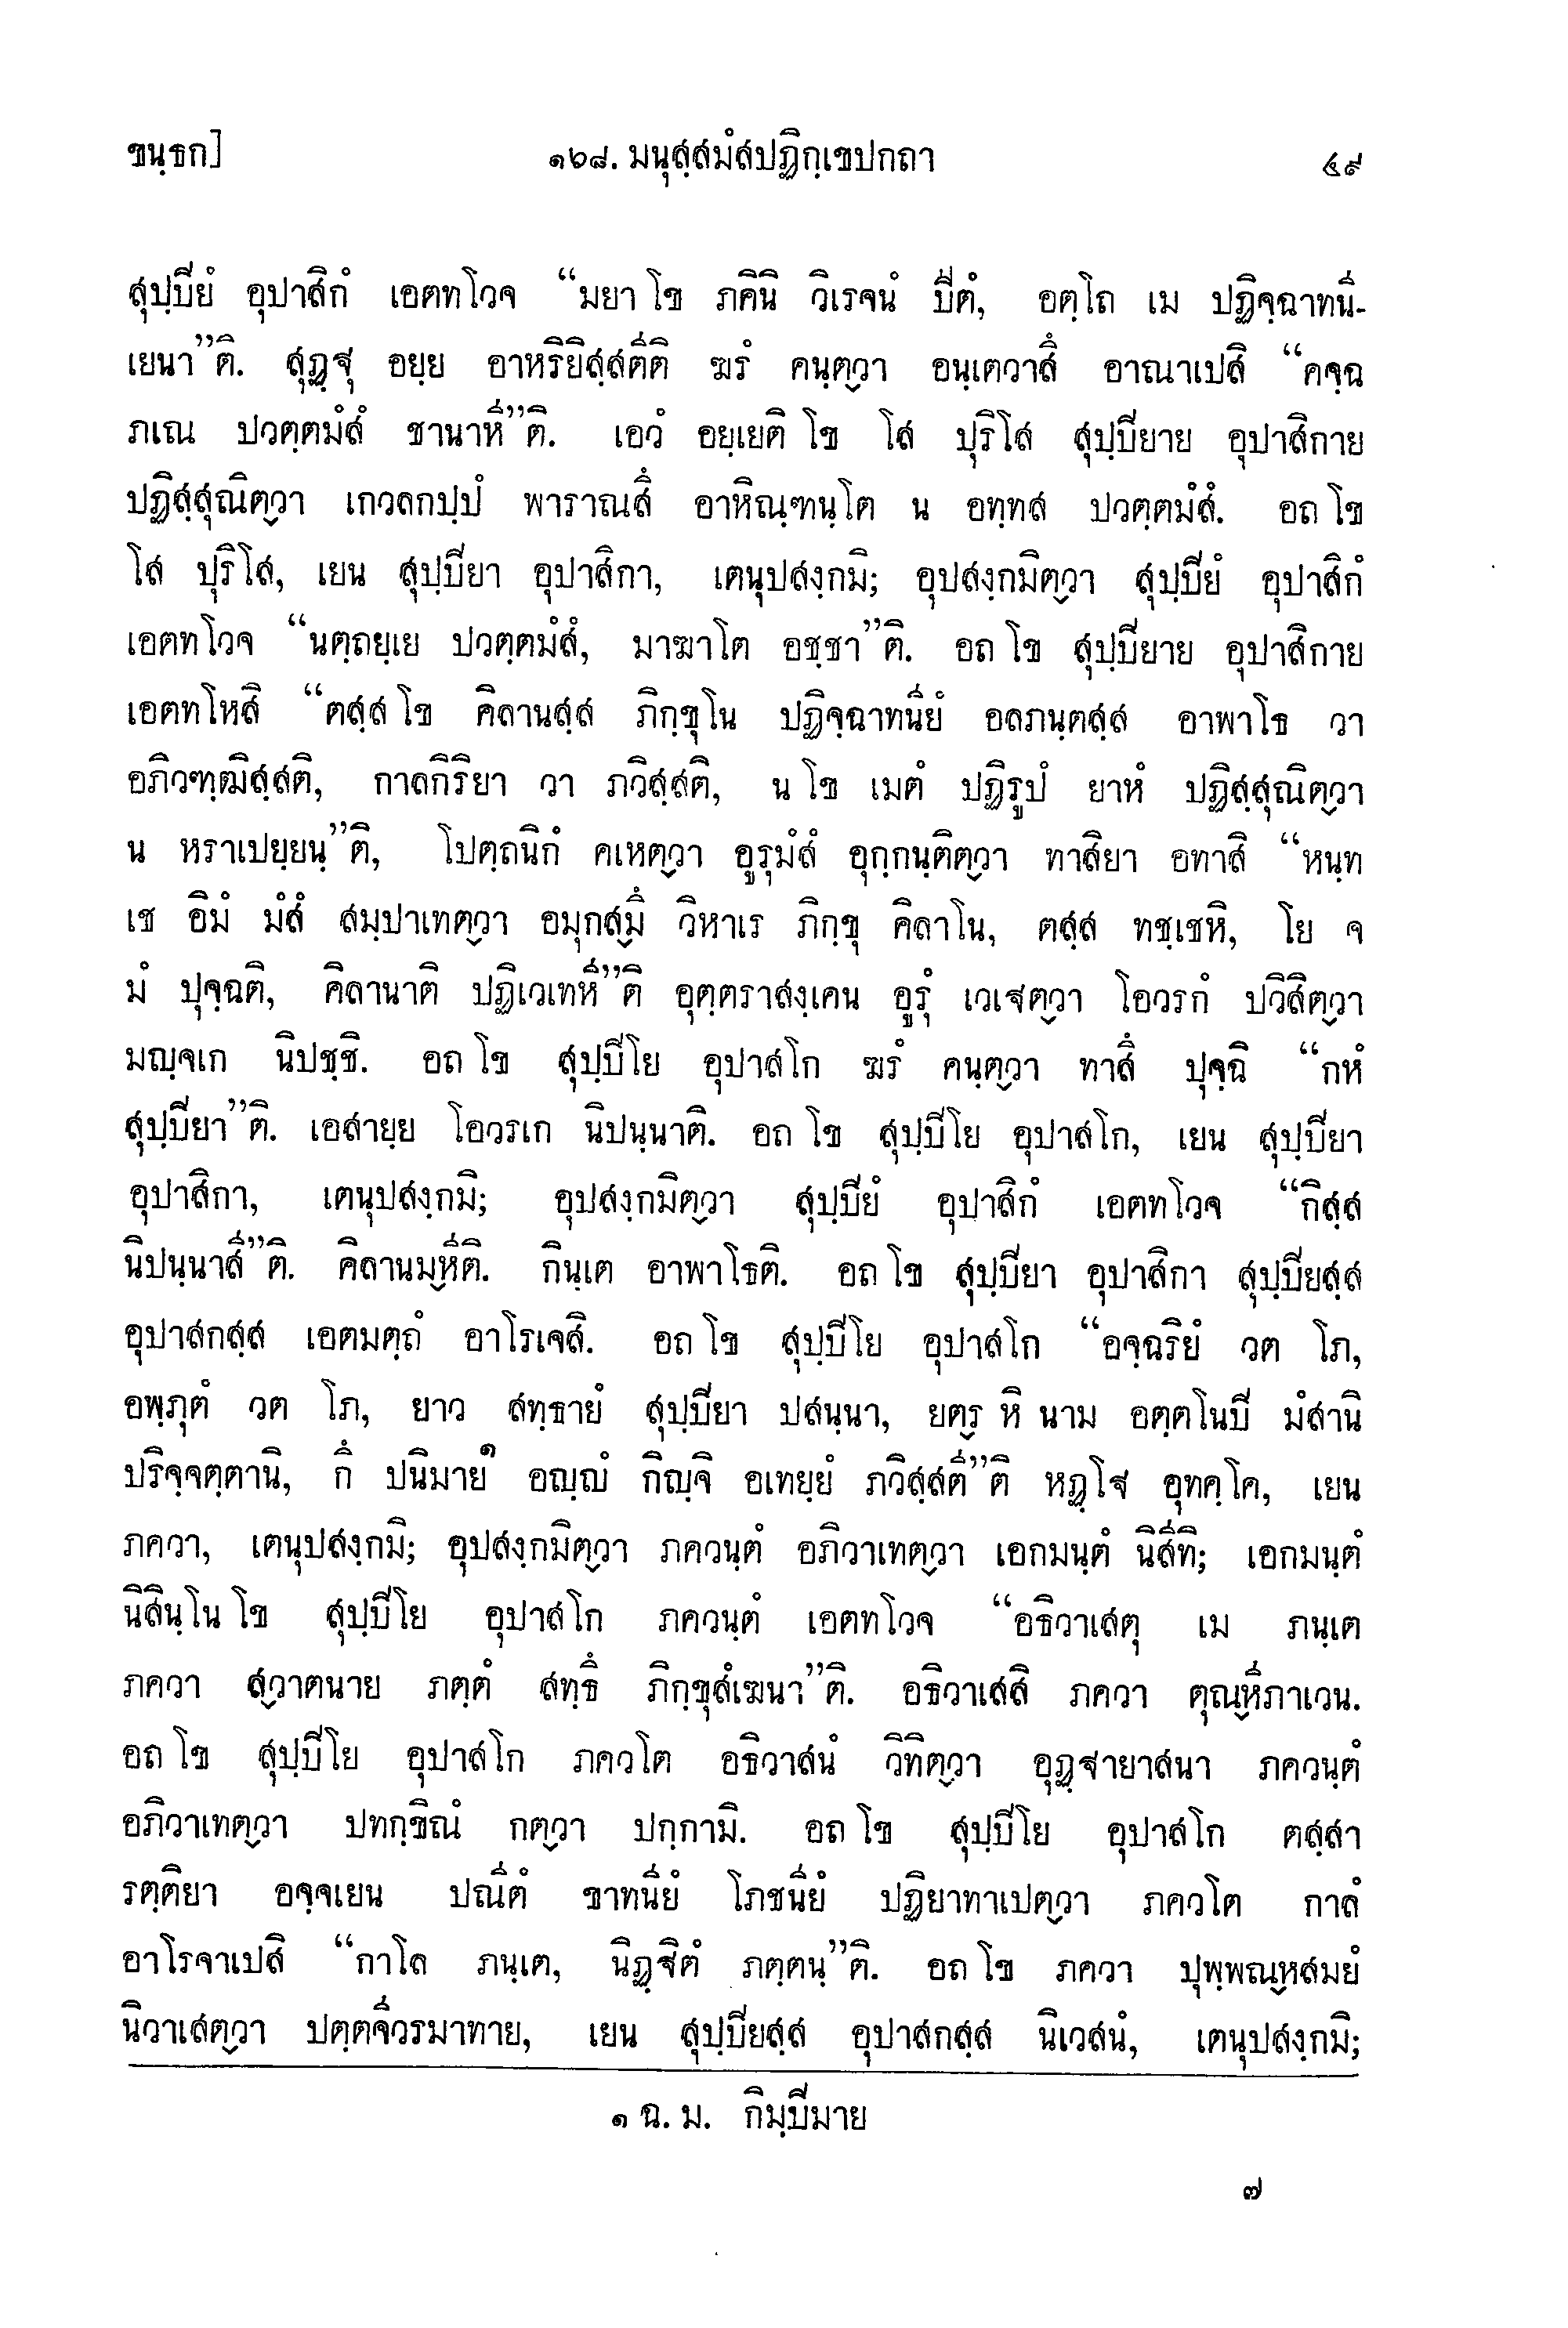 ขนฺธก]
๑๖๘. มนุสฺสมํสปฏิกฺเขปกถา
๔๙
สุปฺปิยํ อุปาสิกํ เอตทโวจ “มยา โข ภคินิ วิเรจนํ ปีตํ, อตฺโถ เม ปฏิจฺฉาทนี-
เยนา”ติ. สุฏฺฐุ อยฺย อาหริยิสฺสตีติ ฆรํ คนฺตฺวา อนฺเตวาสึ อาณาเปสิ “คจฺฉ
ภเณ ปวตฺตมํสํ ชานาหี”ติ. เอวํ อยฺเยติ โข โส ปุริโส สุปฺปิยาย อุปาสิกาย
ปฏิสฺสุณิตฺวา เกวลกปฺปํ พาราณสึ อาหิณฺฑนฺโต น อทฺทส ปวตฺตมํสํ. อถ โข
โส ปุริโส, เยน สุปฺปิยา อุปาสิกา, เตนุปสงฺกมิ; อุปสงฺกมิตฺวา สุปฺปิยํ อุปาสิกํ
เอตทโวจ “นตฺถยฺเย ปวตฺตมํสํ, มาฆาโต อชฺชา”ติ. อถ โข สุปฺปิยาย อุปาสิกาย
เอตทโหสิ “ตสฺส โข คิลานสฺส ภิกฺขุโน ปฏิจฺฉาทนียํ อลภนฺตสฺส อาพาโธ วา
อภิวฑฺฒิสฺสติ, กาลกิริยา วา ภวิสฺสติ, น โข เมตํ ปฏิรูปํ ยาหํ ปฏิสฺสุณิตฺวา
น หราเปยฺยนฺ”ติ, โปตฺถนิกํ คเหตฺวา อูรุมํสํ อุกฺกนฺติตฺวา ทาสิยา อทาสิ “หนฺท
เช อิมํ มํสํ สมฺปาเทตฺวา อมุกสฺมึ วิหาเร ภิกฺขุ คิลาโน, ตสฺส ทชฺเชหิ, โย จ
มํ ปุจฺฉติ, คิลานาติ ปฏิเวเทหี”ติ อุตฺตราสงฺเคน อูรุํ เวเฐตฺวา โอวรกํ ปวิสิตฺวา
มญฺจเก นิปชฺชิ. อถ โข สุปฺปิโย อุปาสโก ฆรํ คนฺตฺวา ทาสึ ปุจฺฉิ “กหํ
สุปฺปิยา”ติ. เอสายฺย โอวรเก นิปนฺนาติ. อถ โข สุปฺปิโย อุปาสโก, เยน สุปฺปิยา
อุปาสิกา, เตนุปสงฺกมิ; อุปสงฺกมิตฺวา สุปฺปิยํ อุปาสิกํ เอตทโวจ “กิสฺส
นิปนฺนาสี”ติ. คิลานมฺหีติ. กินฺเต อาพาโธติ. อถ โข สุปฺปิยา อุปาสิกา สุปฺปิยสฺส
อุปาสกสฺส เอตมตฺถํ อาโรเจสิ. อถ โข สุปฺปิโย อุปาสโก “อจฺฉริยํ วต โภ,
อพฺภุตํ วต โภ, ยาว สทฺธายํ สุปฺปิยา ปสนฺนา, ยตฺร หิ นาม อตฺตโนปิ มํสานิ
ปริจฺจตฺตานิ, กึ ปนิมาย๑ อญฺญํ กิญฺจิ อเทยฺยํ ภวิสฺสตี”ติ หฏฺโฐ อุทคฺโค, เยน
ภควา, เตนุปสงฺกมิ; อุปสงฺกมิตฺวา ภควนฺตํ อภิวาเทตฺวา เอกมนฺตํ นิสีทิ; เอกมนฺตํ
นิสินฺโน โข สุปฺปิโย อุปาสโก ภควนฺตํ เอตทโวจ “อธิวาเสตุ เม ภนฺเต
ภควา สฺวาตนาย ภตฺตํ สทฺธึ ภิกฺขุสํเฆนา”ติ. อธิวาเสสิ ภควา ตุณฺหีภาเวน.
อถ โข สุปฺปิโย อุปาสโก ภควโต อธิวาสนํ วิทิตฺวา อุฏฺฐายาสนา ภควนฺตํ
อภิวาเทตฺวา ปทกฺขิณํ กตฺวา ปกฺกามิ. อถ โข สุปฺปิโย อุปาสโก ตสฺสา
รตฺติยา อจฺจเยน ปณีตํ ขาทนียํ โภชนียํ ปฏิยาทาเปตฺวา ภควโต กาลํ
อาโรจาเปสิ “กาโล ภนฺเต, นิฏฺฐิตํ ภตฺตนฺ”ติ. อถ โข ภควา ปุพฺพณฺหสมยํ
นิวาเสตฺวา ปตฺตจีวรมาทาย, เยน สุปฺปิยสฺส อุปาสกสฺส นิเวสนํ, เตนุปสงฺกมิ;
๑ ฉ. ม. กิมฺปิมาย
๗